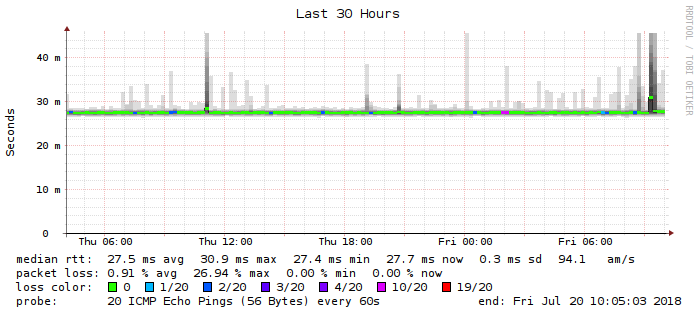 Last 30 Hours
RRDTOOL / TOBI OETIKER
Seconds
40 m
30 m
20 m
10 m
0
Thu 06:00 Thu 12:00 Thu 18:00 Fri 00:00 Fri 06:00
median rtt: 27.5 ms avg 30.9 ms max 27.4 ms min 27.7 ms now 0.3 ms sd 94.1 am/s
packet loss: 0.91 % avg 26.94 % max 0.00 % min 0.00 % now
loss color: 0 1/20 2/20 3/20 4/20 10/20 19/20
probe: 20 ICMP Echo Pings (56 Bytes) every 60s end: Fri Jul 20 10:05:03 2018